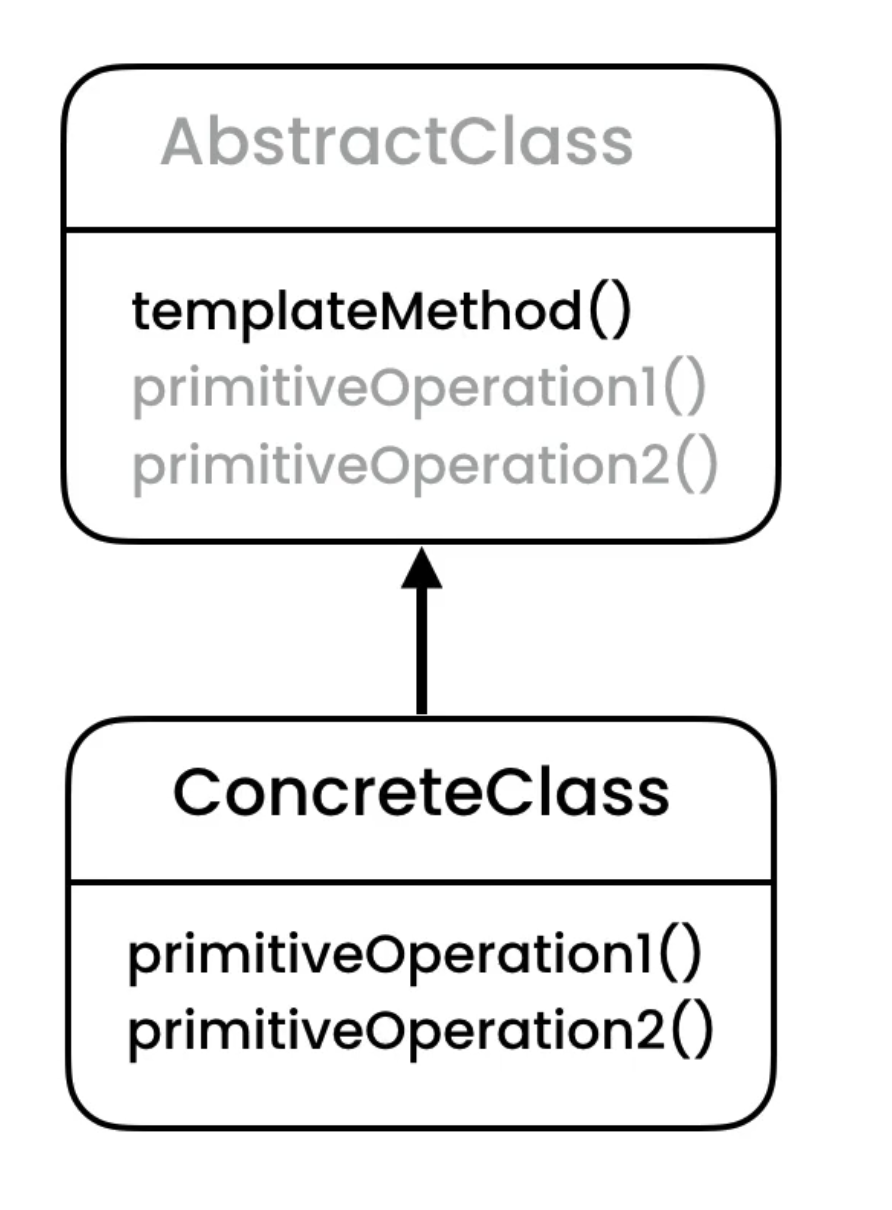 AbstractClass
templateMethod()
primitiveOperation1()
primitiveOperation2()
ConcreteClass
primitiveOperation1()
primitiveOperation2()